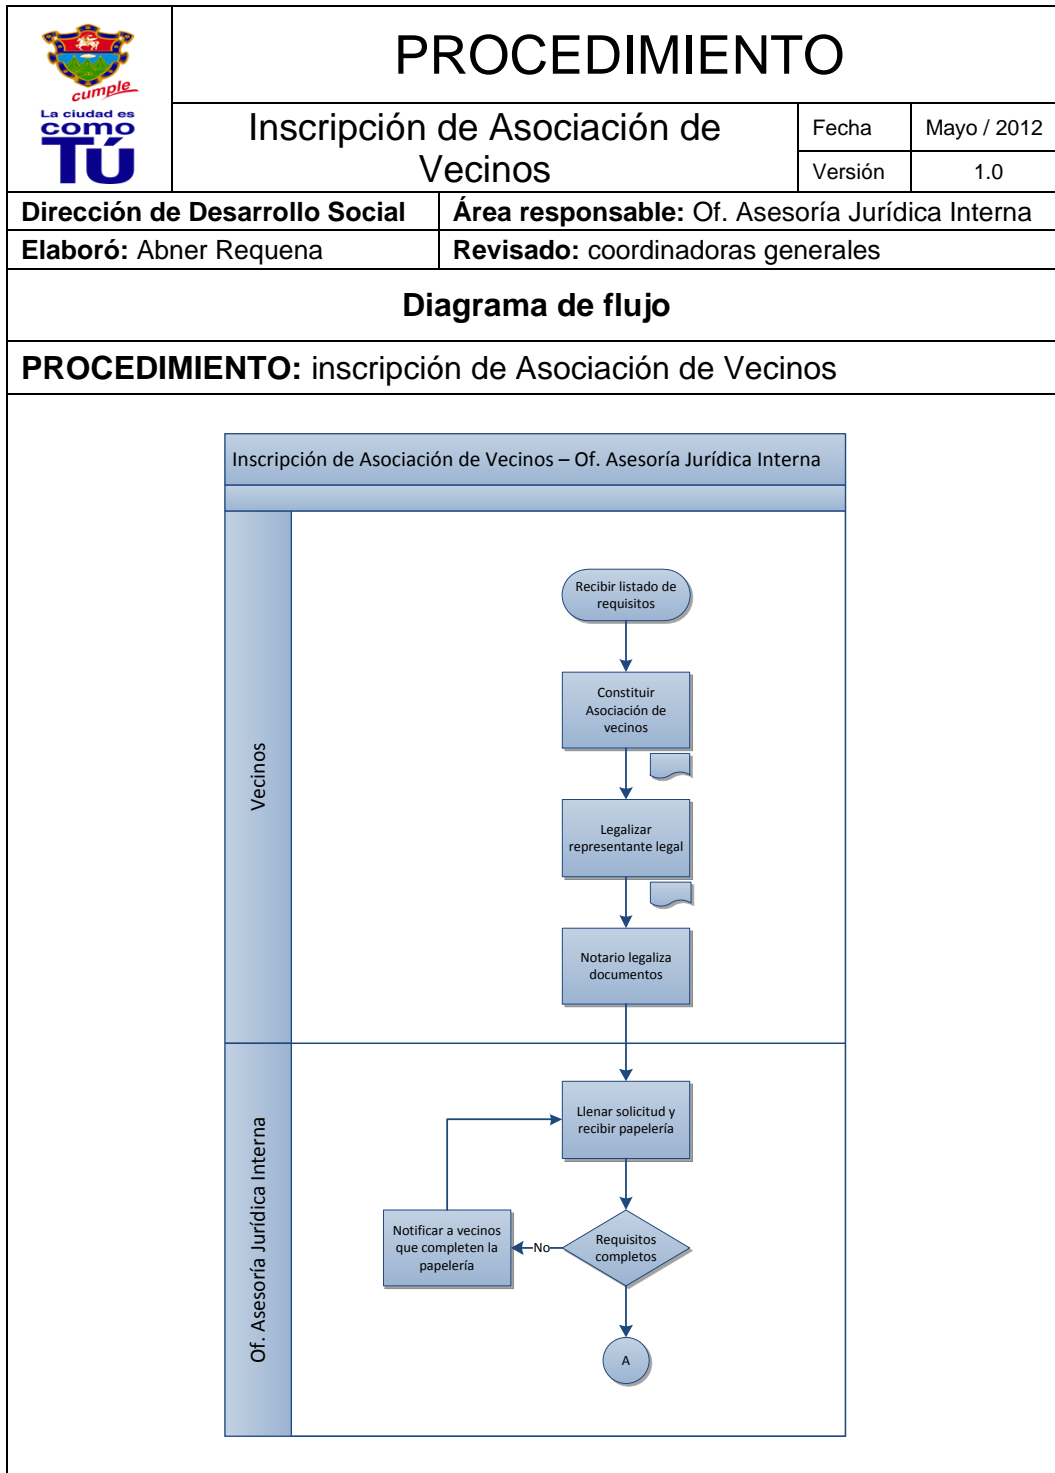 cumple
La ciudad es
como
TÚ
PROCEDIMIENTO
Inscripción de Asociación de
Vecinos
Fecha
Mayo / 2012
Versión
1.0
Dirección de Desarrollo Social
Área responsable: Of. Asesoría Jurídica Interna
Elaboró: Abner Requena
Revisado: coordinadoras generales
Diagrama de flujo
PROCEDIMIENTO: inscripción de Asociación de Vecinos
Inscripción de Asociación de Vecinos – Of. Asesoría Jurídica Interna
Vecinos
Recibir listado de
requisitos
Constituir
Asociación de
vecinos
Legalizar
representante legal
Notario legaliza
documentos
Of. Asesoría Jurídica Interna
Llenar solicitud y
recibir papelería
Notificar a vecinos
que completen la
papelería
No
Requisitos
completos
A